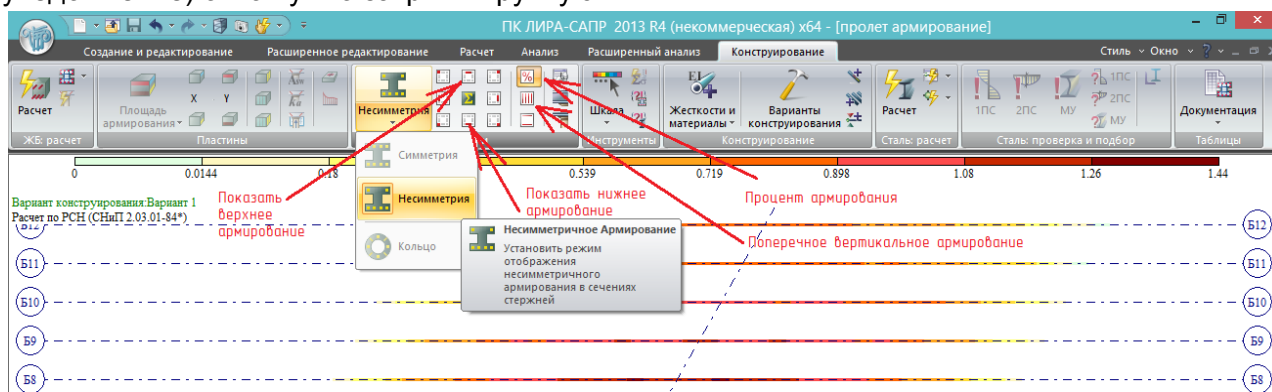 ПК ЛИРА-САПР 2013 R4 (некоммерческая) x64 - [пролет армирование]
Создание и редактирование Расширенное редактирование Расчет Анализ Расширенный анализ Конструирование Стиль Окно
Расчет
Площадь армирования
X Y
Несимметрия
Шкала
Жесткости и материалы
Варианты конструирования
Расчет
1ПС 2ПС МУ
1ПС
2ПС
МУ
Документация
ЖБ: расчет Пластины Инструменты Конструирование Сталь: расчет Сталь: проверка и подбор Таблицы
Симметрия
Несимметрия
Кольцо
0 0.0144 0.18 0.539 0.719 0.898 1.08 1.26 1.44
Вариант конструирования:Вариант 1
Расчет по РСН (СНиП 2.03.01-84*)
Показать
верхнее
армирование
Показать нижнее
армирование
Процент армирования
Поперечное вертикальное армирование
Несимметричное Армирование
Установить режим
отображения
несимметричного
армирования в сечениях
стержней
Б12 Б12
Б11 Б11
Б10 Б10
Б9 Б9
Б8 Б8